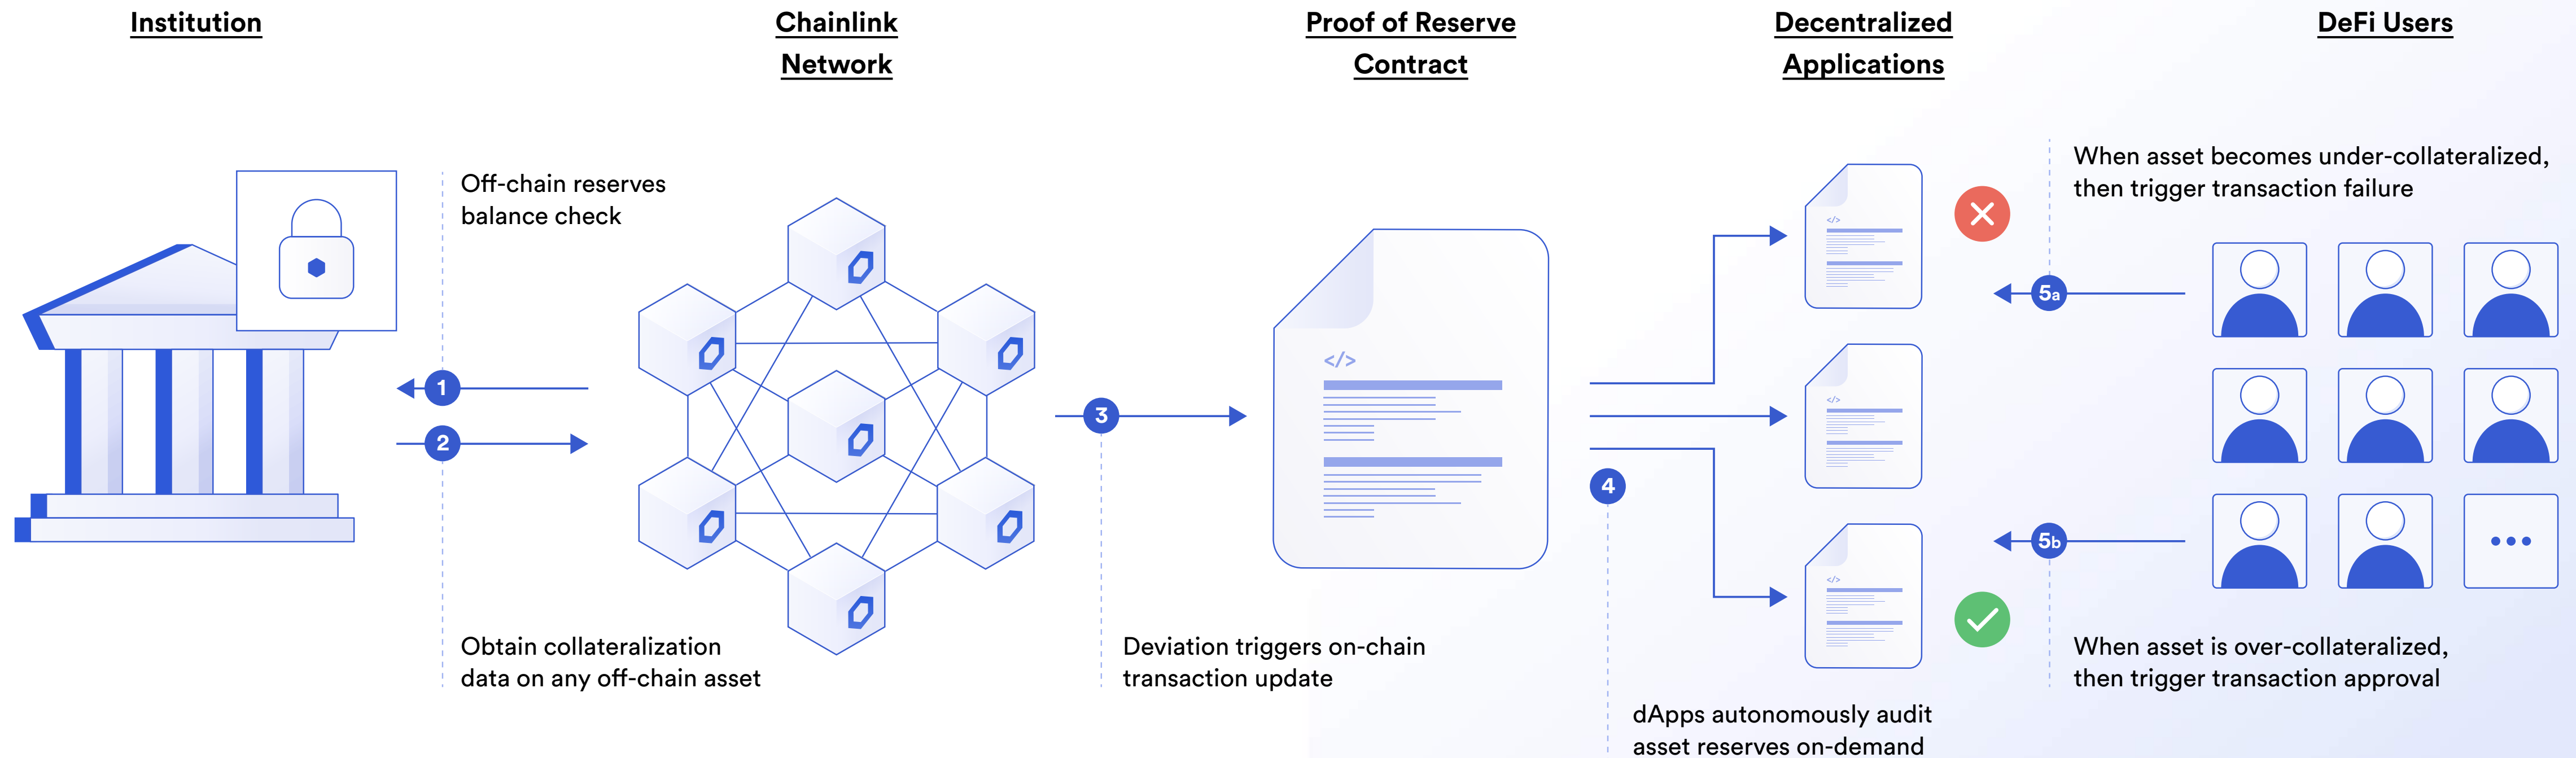 Institution
Chainlink
Network
Proof of Reserve
Contract
Decentralized
Applications
DeFi Users
Off-chain reserves
balance check
1
2
Obtain collateralization
data on any off-chain asset
3
Deviation triggers on-chain
transaction update
</>
4
dApps autonomously audit
asset reserves on-demand
</>
</>
</>
When asset becomes under-collateralized,
then trigger transaction failure
5a
5b
When asset is over-collateralized,
then trigger transaction approval